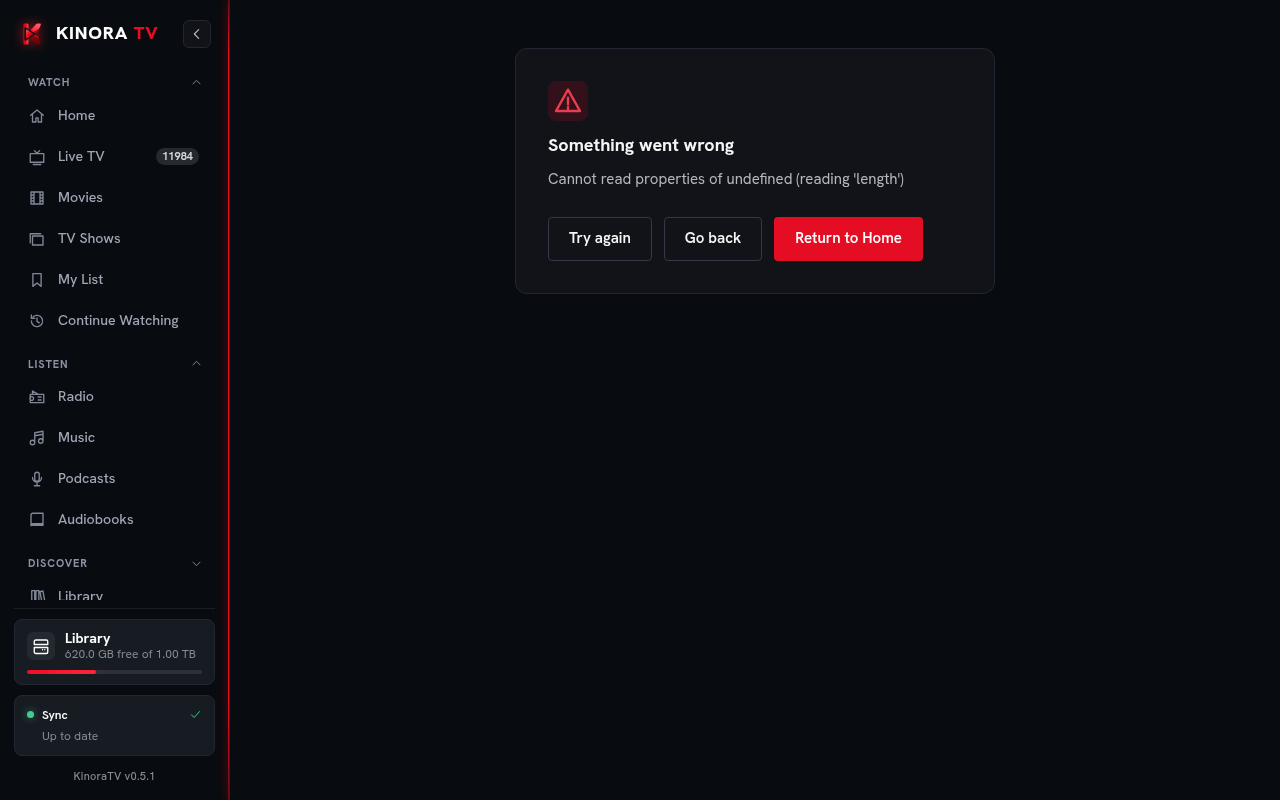 KINORA TV
WATCH
Home
Live TV
11984
Movies
TV Shows
My List
Continue Watching
LISTEN
Radio
Music
Podcasts
Audiobooks
DISCOVER
Library
Library
620.0 GB free of 1.00 TB
Sync
Up to date
KinoraTV v0.5.1
Something went wrong
Cannot read properties of undefined (reading 'length')
Try again
Go back
Return to Home